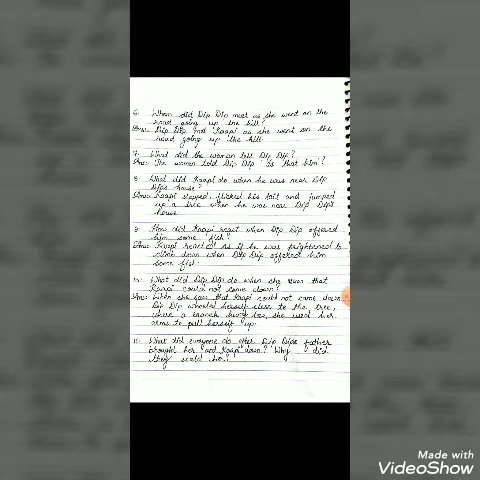 6. Whom did Dip Dip meet as she went on the
road going up the hill?
Ans: Dip Dip met Kaapi as she went on the
road going up the hill.
7. What did the woman tell Dip Dip?
Ans: The woman told Dip Dip "Is that him?
8. What did Kaapi do when he was near Dip
Dip's house?
Ans: Kaapi stopped, flicked his tail and jumped
up a tree when he was near Dip Dip's
house.
9. How did Kaapi react when Dip Dip offered
him some fish?
Ans: Kaapi reacted as if he was frightened to
climb down when Dip Dip offered him
some fish.
10. What did Dip Dip do when she saw that
Kaapi could not come down?
Ans: When she saw that Kaapi could not come down
Dip Dip wheeled herself close to the tree,
where a branch hung low, she used her
arms to pull herself up.
11. What did everyone do after Dip Dip's father
brought her and Kaapi down? Why did
they scold her?
Made with
VideoShow